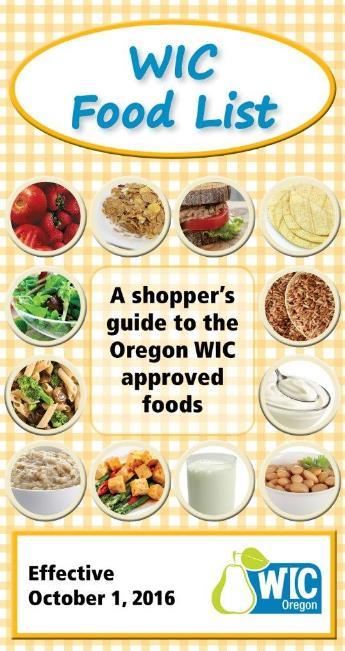 WIC
Food List
A shopper's
guide to the
Oregon WIC
approved
foods
Effective
October 1, 2016
WIC
Oregon